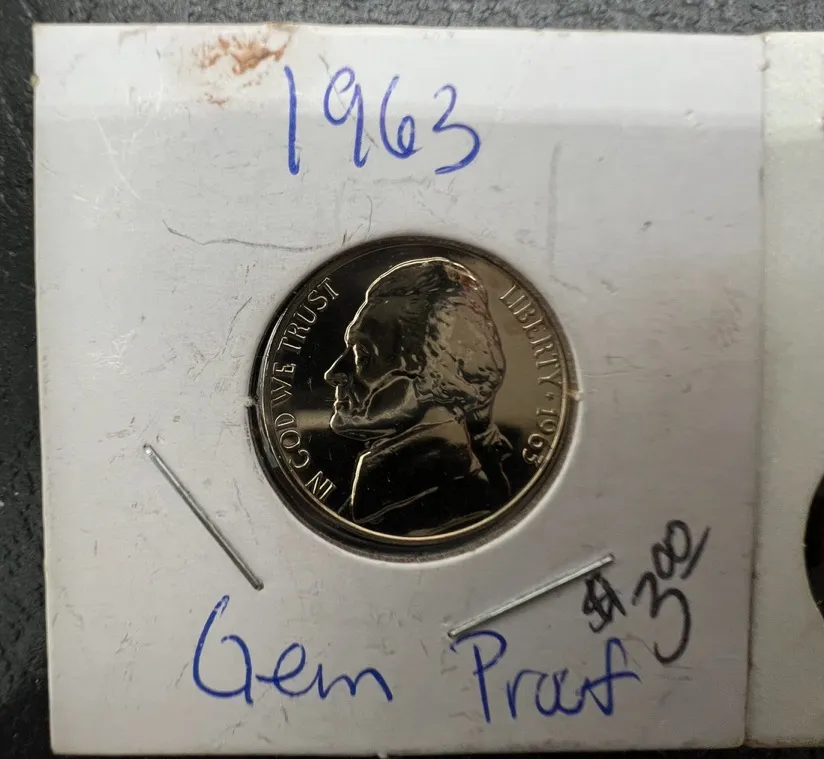 1963
IN GOD WE TRUST
LIBERTY · 1963
$3.00
Gem Proof